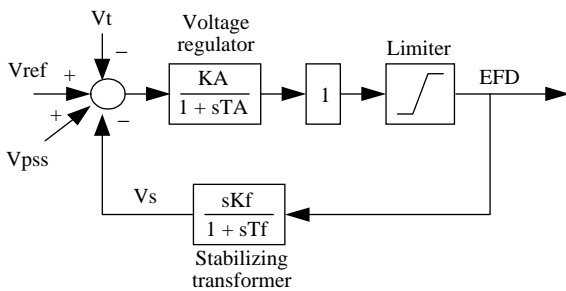 Vt
−
Voltage
regulator
Limiter
Vref
+
KA
1 + sTA
1
EFD
+
−
Vpss
Vs
sKf
1 + sTf
Stabilizing
transformer